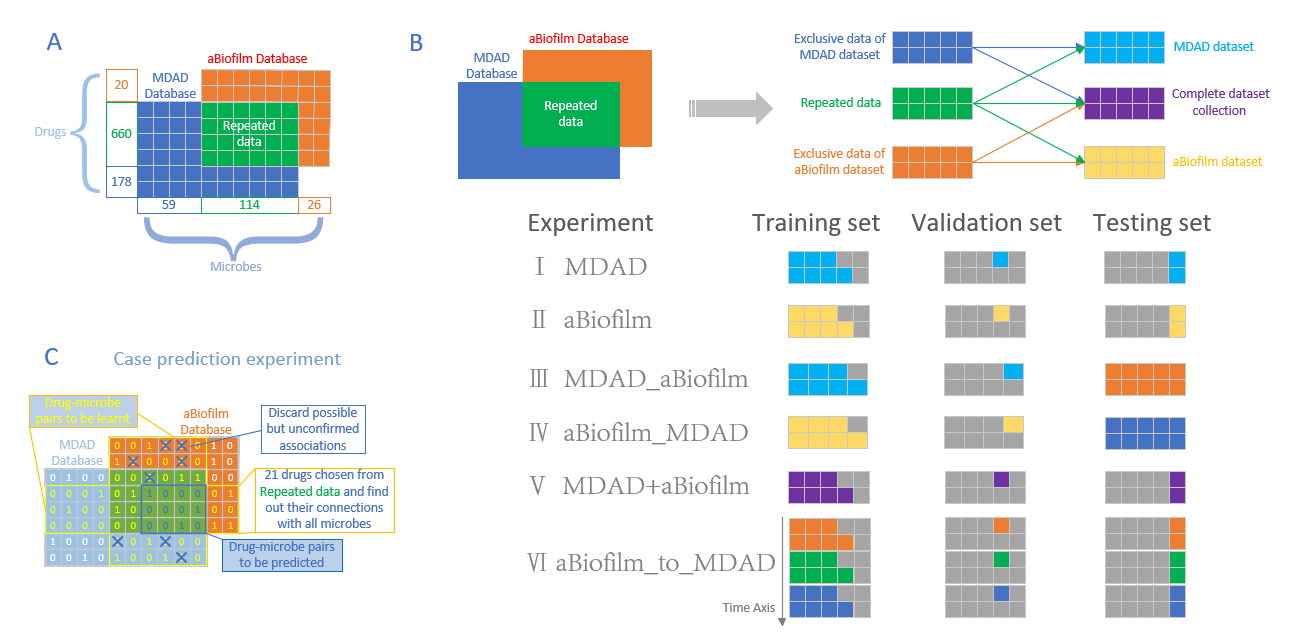 A
aBiofilm Database
MDAD
Database
20
660
178
Drugs
Repeated
data
59
114
26
Microbes
B
aBiofilm Database
MDAD
Database
Repeated
data
Exclusive data of
MDAD dataset
Repeated data
Exclusive data of
aBiofilm dataset
MDAD dataset
Complete dataset
collection
aBiofilm dataset
Experiment Training set Validation set Testing set
Ⅰ MDAD
Ⅱ aBiofilm
Ⅲ MDAD_aBiofilm
Ⅳ aBiofilm_MDAD
Ⅴ MDAD+aBiofilm
Ⅵ aBiofilm_to_MDAD
Time Axis
C
Case prediction experiment
Drug-microbe
pairs to be learnt
aBiofilm
Database
MDAD
Database
Discard possible
but unconfirmed
associations
21 drugs chosen from
Repeated data and find
out their connections
with all microbes
Drug-microbe pairs
to be predicted
0 0 1 0 1 0
1 0 0 0 1 0
0 1 0 0 0 0 0 1 1 0 0
0 0 0 1 0 1 1 0 0 0 0 1
0 1 0 0
0 0 0 0 0 0 0 0 1 0 1 1
1 0 0 0 0 1 0 0
0 0 1 0 1 0 0 1 0